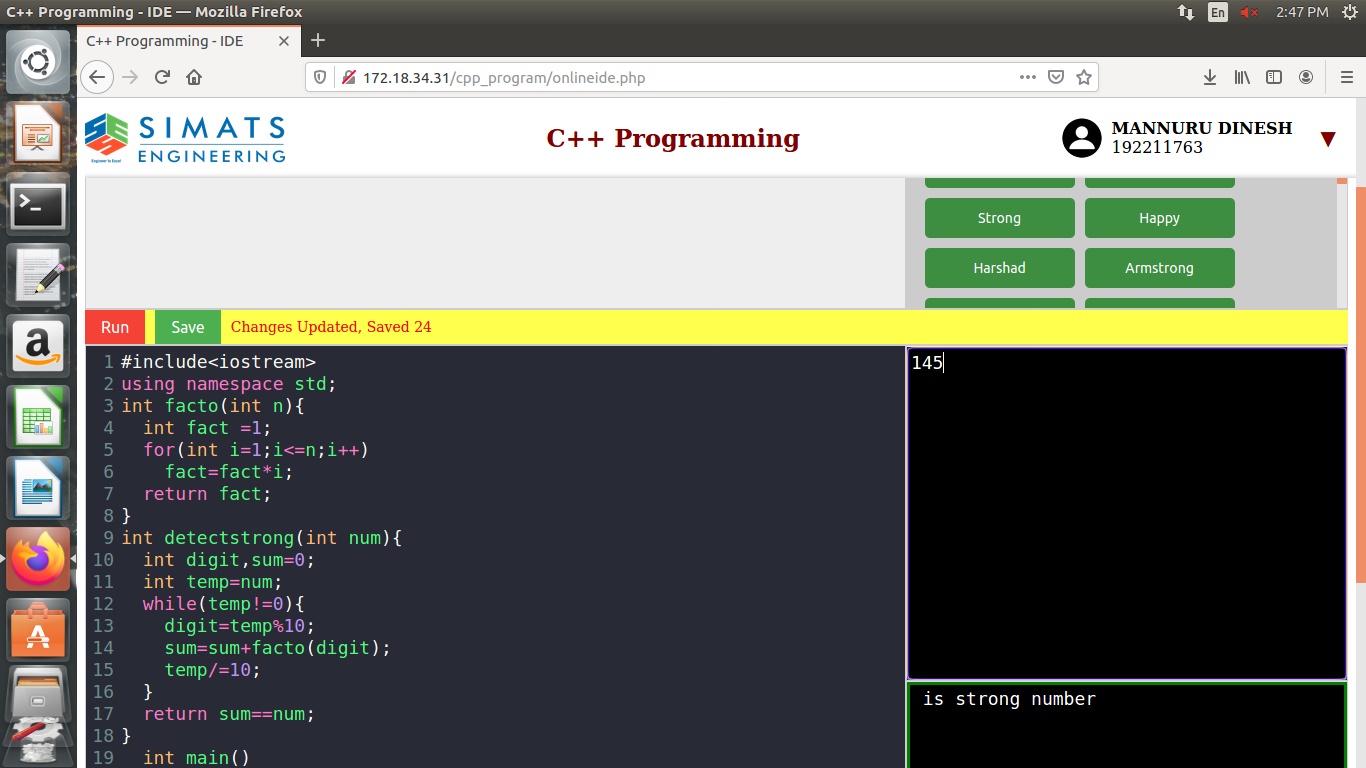 C++ Programming - IDE — Mozilla Firefox
En
2:47 PM
C++ Programming - IDE
172.18.34.31/cpp_program/onlineide.php
SIMATS
ENGINEERING
Engineer to Excel
C++ Programming
MANNURU DINESH
192211763
Strong
Happy
Harshad
Armstrong
Run
Save
Changes Updated, Saved 24
1 #include<iostream>
2 using namespace std;
3 int facto(int n){
4 int fact =1;
5 for(int i=1;i<=n;i++)
6 fact=fact*i;
7 return fact;
8 }
9 int detectstrong(int num){
10 int digit,sum=0;
11 int temp=num;
12 while(temp!=0){
13 digit=temp%10;
14 sum=sum+facto(digit);
15 temp/=10;
16 }
17 return sum==num;
18 }
19 int main()
145
is strong number